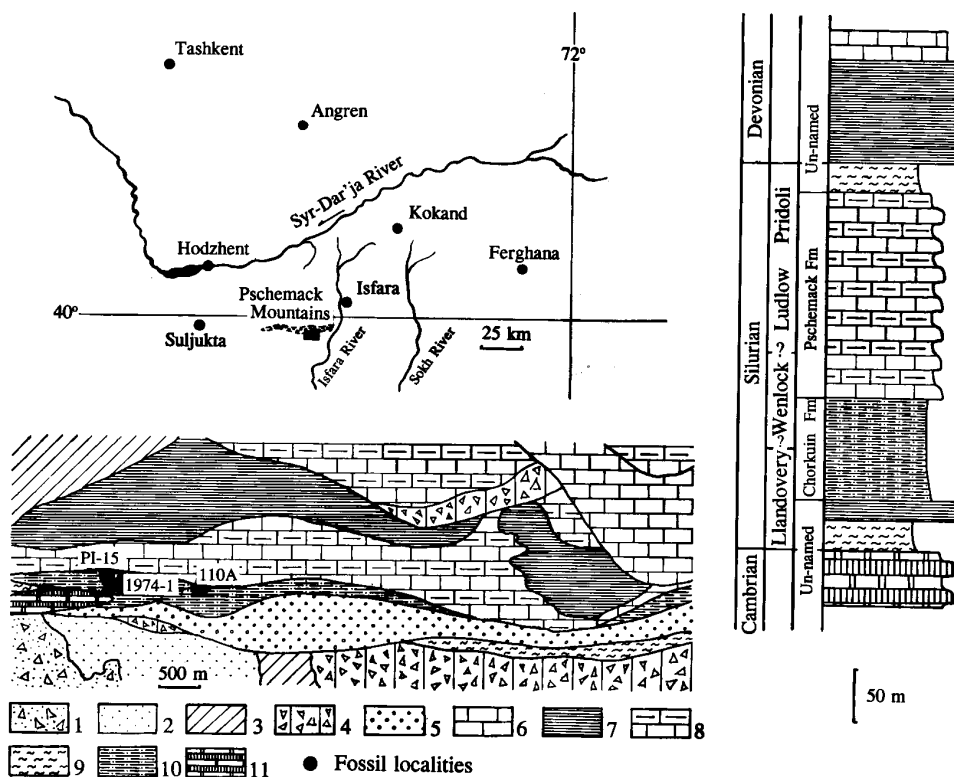 Tashkent
72°
Angren
Syr-Dar'ja River
Kokand
Hodzhent
Ferghana
Pschemack
Mountains
Isfara
40°
Suljukta
25 km
Isfara River
Sokh River
PI-15
1974-1
110A
500 m
1
2
3
4
5
6
7
8
9
10
11
Fossil localities
Devonian
Silurian
Cambrian
Pridoli
Ludlow
?
Wenlock
?
Llandovery
Un-named
Pschemack Fm
Chorkuin Fm
Un-named
50 m